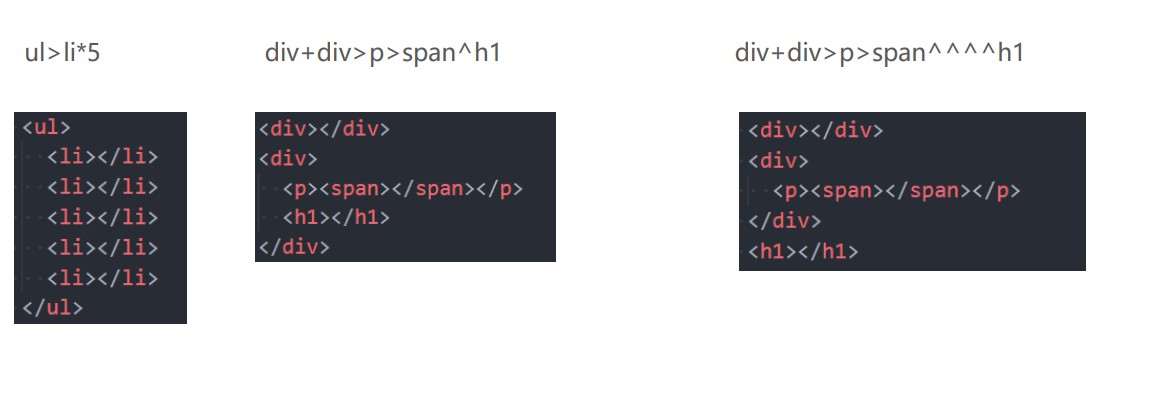 ul>li*5
div+div>p>span^h1
div+div>p>span^^^^h1
<ul>
<li></li>
<li></li>
<li></li>
<li></li>
<li></li>
</ul>
<div></div>
<div>
<p><span></span></p>
<h1></h1>
</div>
<div></div>
<div>
<p><span></span></p>
</div>
<h1></h1>